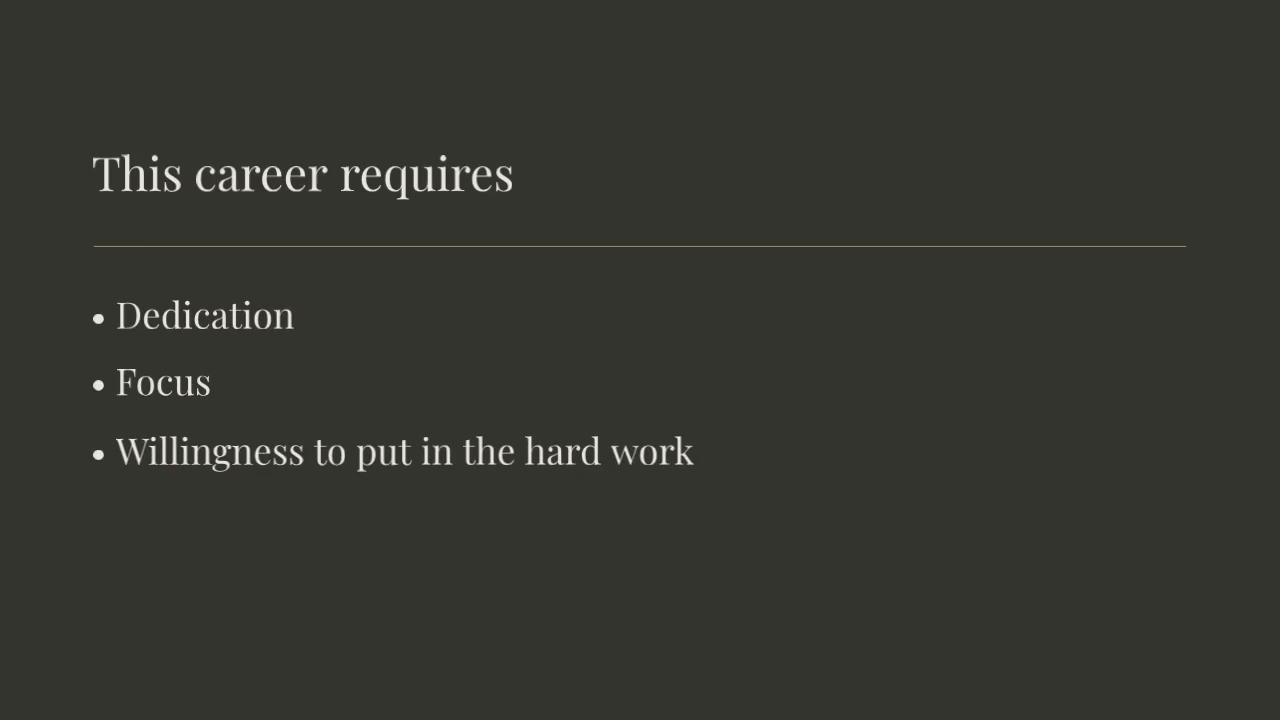 This career requires
• Dedication
• Focus
• Willingness to put in the hard work